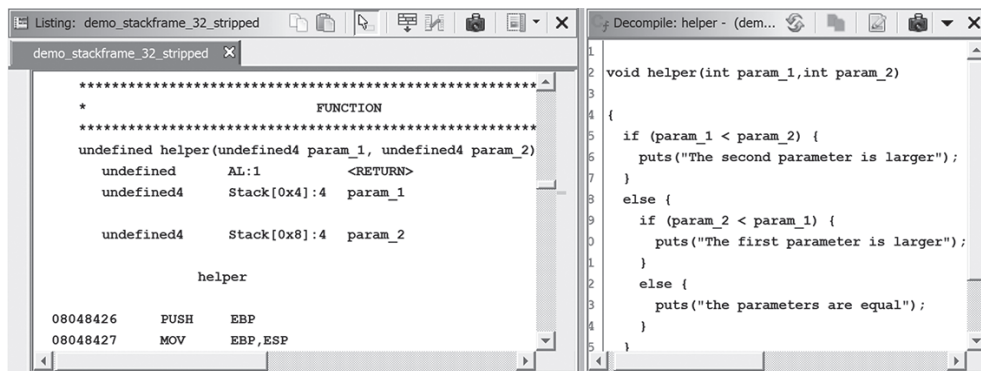 Listing: demo_stackframe_32_stripped
demo_stackframe_32_stripped
*********************************************************
* FUNCTION
*********************************************************
undefined helper(undefined4 param_1, undefined4 param_2)
undefined AL:1 <RETURN>
undefined4 Stack[0x4]:4 param_1
undefined4 Stack[0x8]:4 param_2
helper
08048426 PUSH EBP
08048427 MOV EBP,ESP
Decompile: helper - (dem...
1
2 void helper(int param_1,int param_2)
3
4 {
5 if (param_1 < param_2) {
6 puts("The second parameter is larger");
7 }
8 else {
9 if (param_2 < param_1) {
0 puts("The first parameter is larger");
1 }
2 else {
3 puts("the parameters are equal");
4 }
5 }